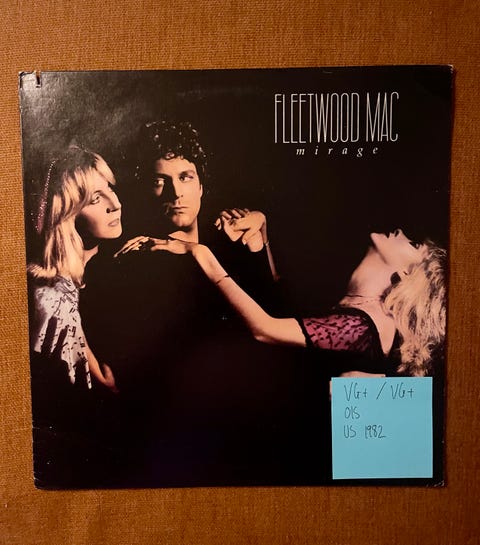 FLEETWOOD MAC
mirage
VG+ / VG+
OIS
US 1982